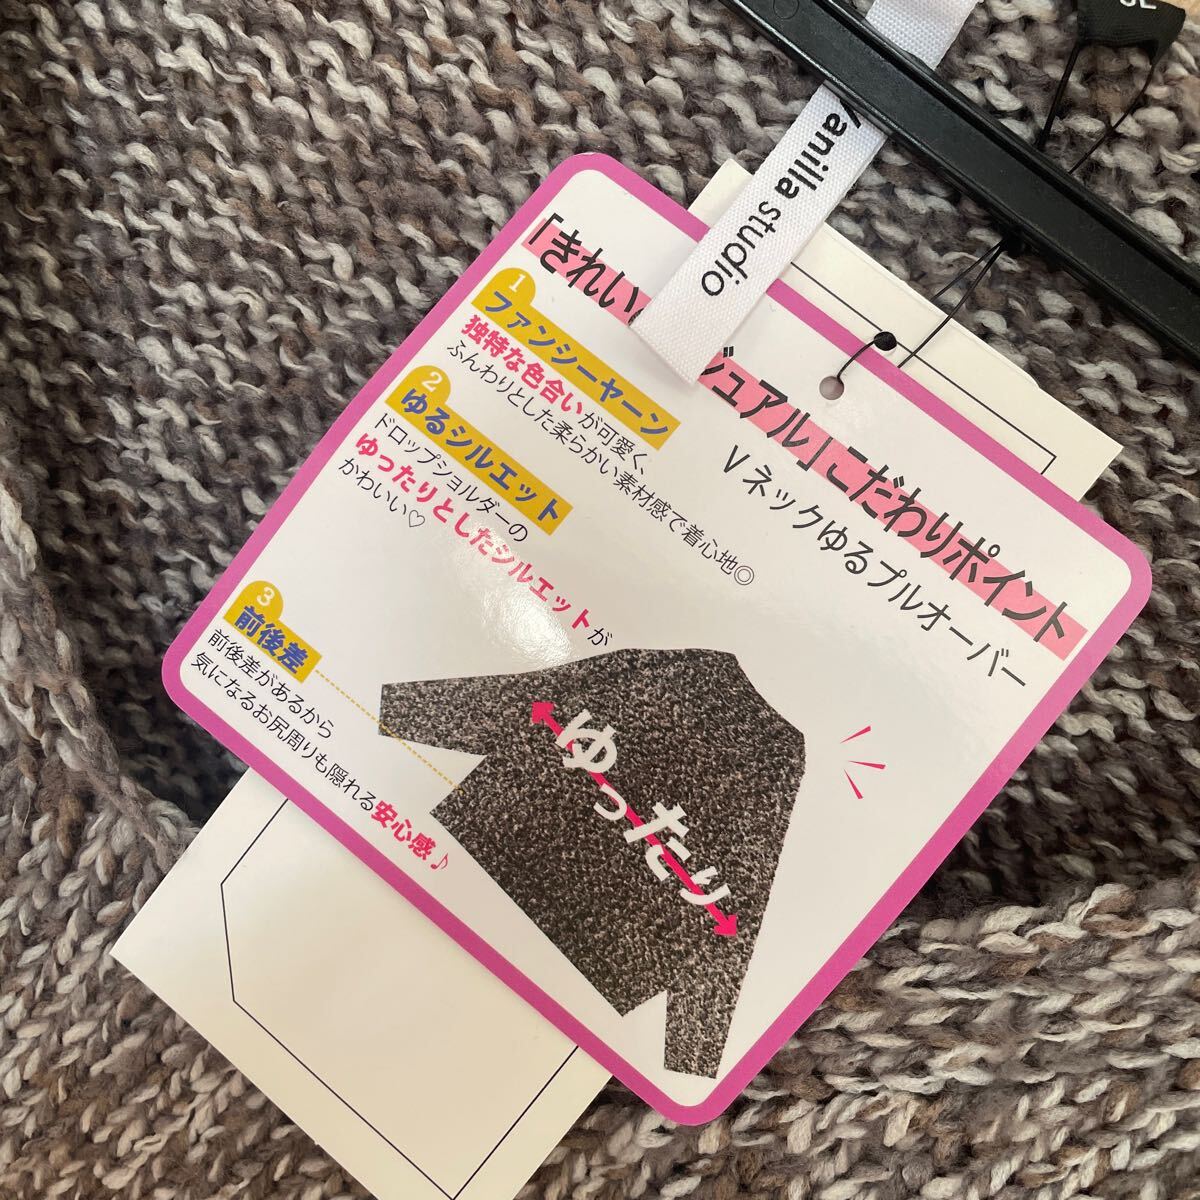 Vanilla studio
「きれい
ジュアル」こだわりポイント
Vネックゆるプルオーバー
1
ファンシーヤーン
独特な色合いが可愛く、
ふんわりとした柔らかい素材感で着心地◎
2
ゆるシルエット
ドロップショルダーの
ゆったりとしたシルエットが
かわいい♡
3
前後差
前後差があるから
気になるお尻周りも隠れる安心感♪
ゆったり